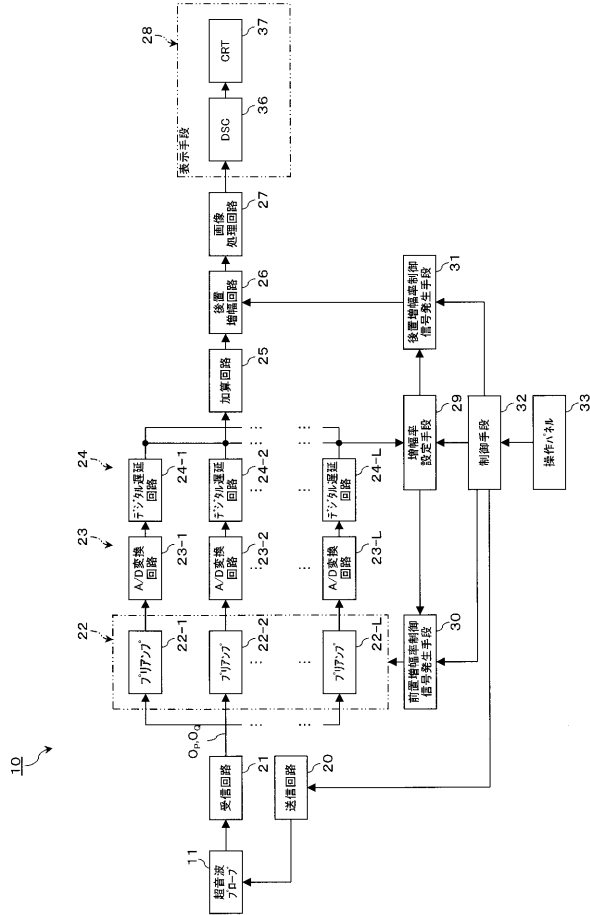 10
超音波
プローブ
11
受信回路
21
送信回路
20
OP,OQ
22
プリアンプ
22-1
プリアンプ
22-2
プリアンプ
22-L
23
A/D変換
回路
23-1
A/D変換
回路
23-2
A/D変換
回路
23-L
24
デジタル遅延
回路
24-1
デジタル遅延
回路
24-2
デジタル遅延
回路
24-L
加算回路
25
後置
増幅回路
26
画像
処理回路
27
表示手段
28
DSC
36
CRT
37
前置増幅率制御
信号発生手段
30
増幅率
設定手段
29
後置増幅率制御
信号発生手段
31
制御手段
32
操作パネル
33